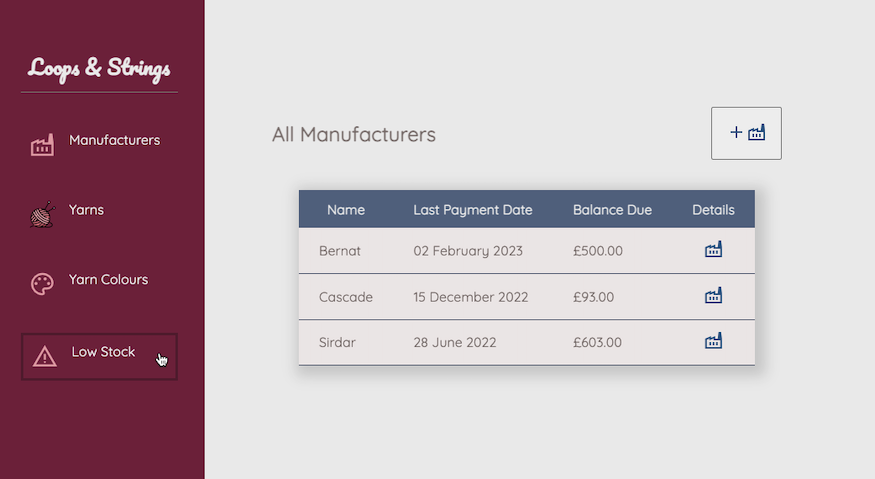 Loops & Strings
Manufacturers
Yarns
Yarn Colours
Low Stock
All Manufacturers
+
Name Last Payment Date Balance Due Details
Bernat 02 February 2023 £500.00
Cascade 15 December 2022 £93.00
Sirdar 28 June 2022 £603.00